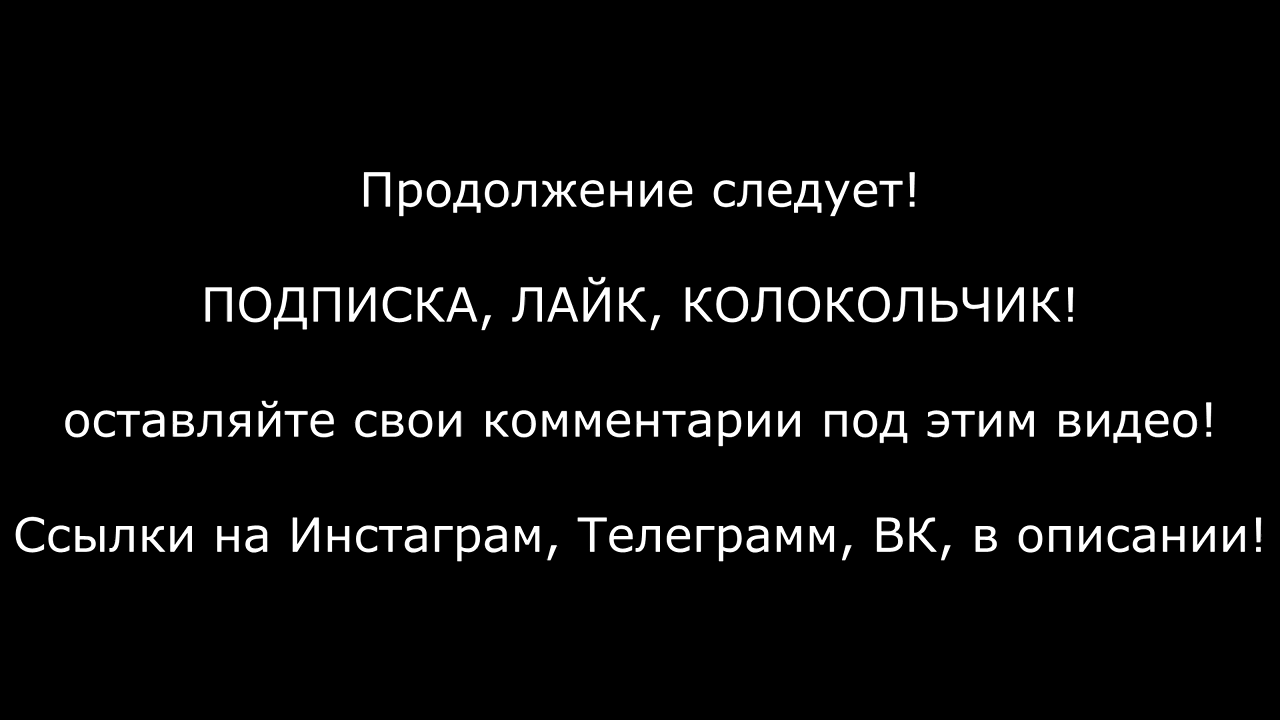 Продолжение следует!
ПОДПИСКА, ЛАЙК, КОЛОКОЛЬЧИК!
оставляйте свои комментарии под этим видео!
Ссылки на Инстаграм, Телеграмм, ВК, в описании!